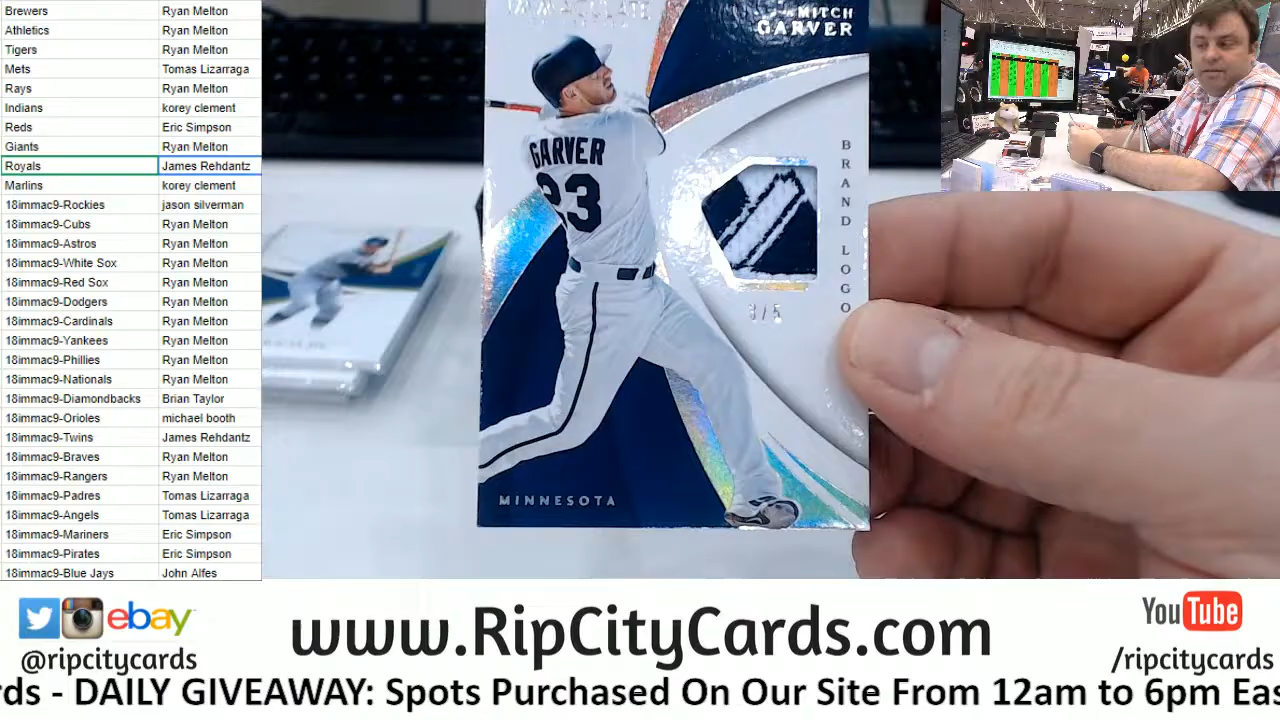 Brewers Ryan Melton
Athletics Ryan Melton
Tigers Ryan Melton
Mets Tomas Lizarraga
Rays Ryan Melton
Indians korey clement
Reds Eric Simpson
Giants Ryan Melton
Royals James Rehdantz
Marlins korey clement
18immac9-Rockies jason silverman
18immac9-Cubs Ryan Melton
18immac9-Astros Ryan Melton
18immac9-White Sox Ryan Melton
18immac9-Red Sox Ryan Melton
18immac9-Dodgers Ryan Melton
18immac9-Cardinals Ryan Melton
18immac9-Yankees Ryan Melton
18immac9-Phillies Ryan Melton
18immac9-Nationals Ryan Melton
18immac9-Diamondbacks Brian Taylor
18immac9-Orioles michael booth
18immac9-Twins James Rehdantz
18immac9-Braves Ryan Melton
18immac9-Rangers Ryan Melton
18immac9-Padres Tomas Lizarraga
18immac9-Angels Tomas Lizarraga
18immac9-Mariners Eric Simpson
18immac9-Pirates Eric Simpson
18immac9-Blue Jays John Alfes
IMMACULATE
MITCH
GARVER
GARVER
23
BRAND LOGO
3/5
MINNESOTA
ebay
@ripcitycards
www.RipCityCards.com
YouTube
/ripcitycards
rds - DAILY GIVEAWAY: Spots Purchased On Our Site From 12am to 6pm Eas